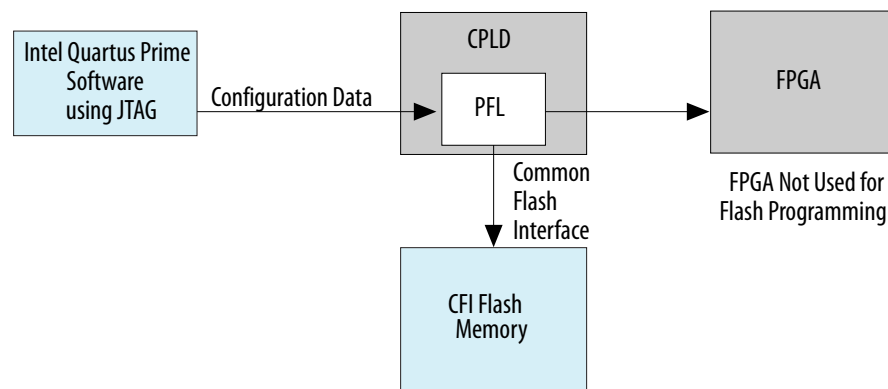 Intel Quartus Prime
Software
using JTAG
Configuration Data
CPLD
PFL
FPGA
FPGA Not Used for
Flash Programming
Common
Flash
Interface
CFI Flash
Memory